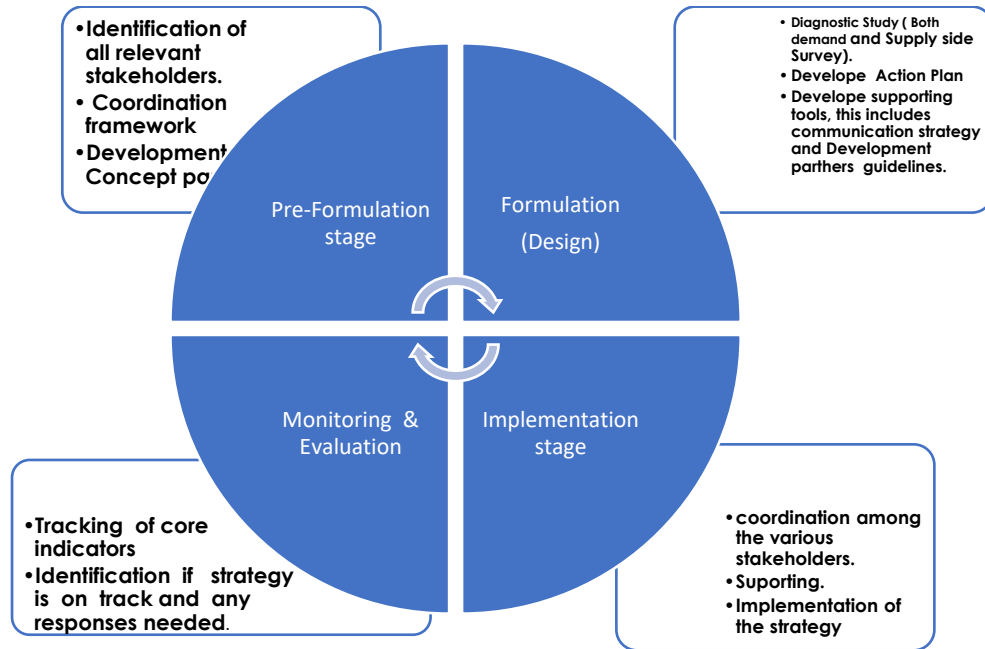 •Identification of
all relevant
stakeholders.
• Coordination
framework
•Development
Concept
• Diagnostic Study ( Both
demand and Supply side
Survey).
• Develope Action Plan
• Develope supporting
tools, this includes
communication strategy
and Development
parthers guidelines.
Pre-Formulation
stage
Formulation
(Design)
Monitoring &
Evaluation
Implementation
stage
•Tracking of core
indicators
•Identification if strategy
is on track and any
responses needed.
•coordination among
the various
stakeholders.
•Suporting.
•Implementation of
the strategy